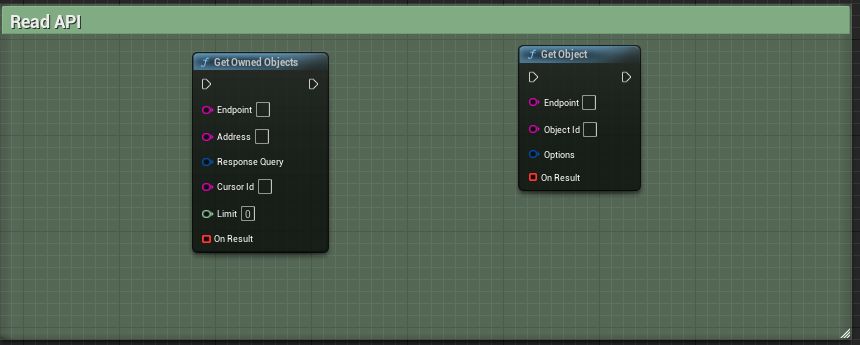 Read API
f Get Owned Objects
Endpoint
Address
Response Query
Cursor Id
Limit 0
On Result
f Get Object
Endpoint
Object Id
Options
On Result